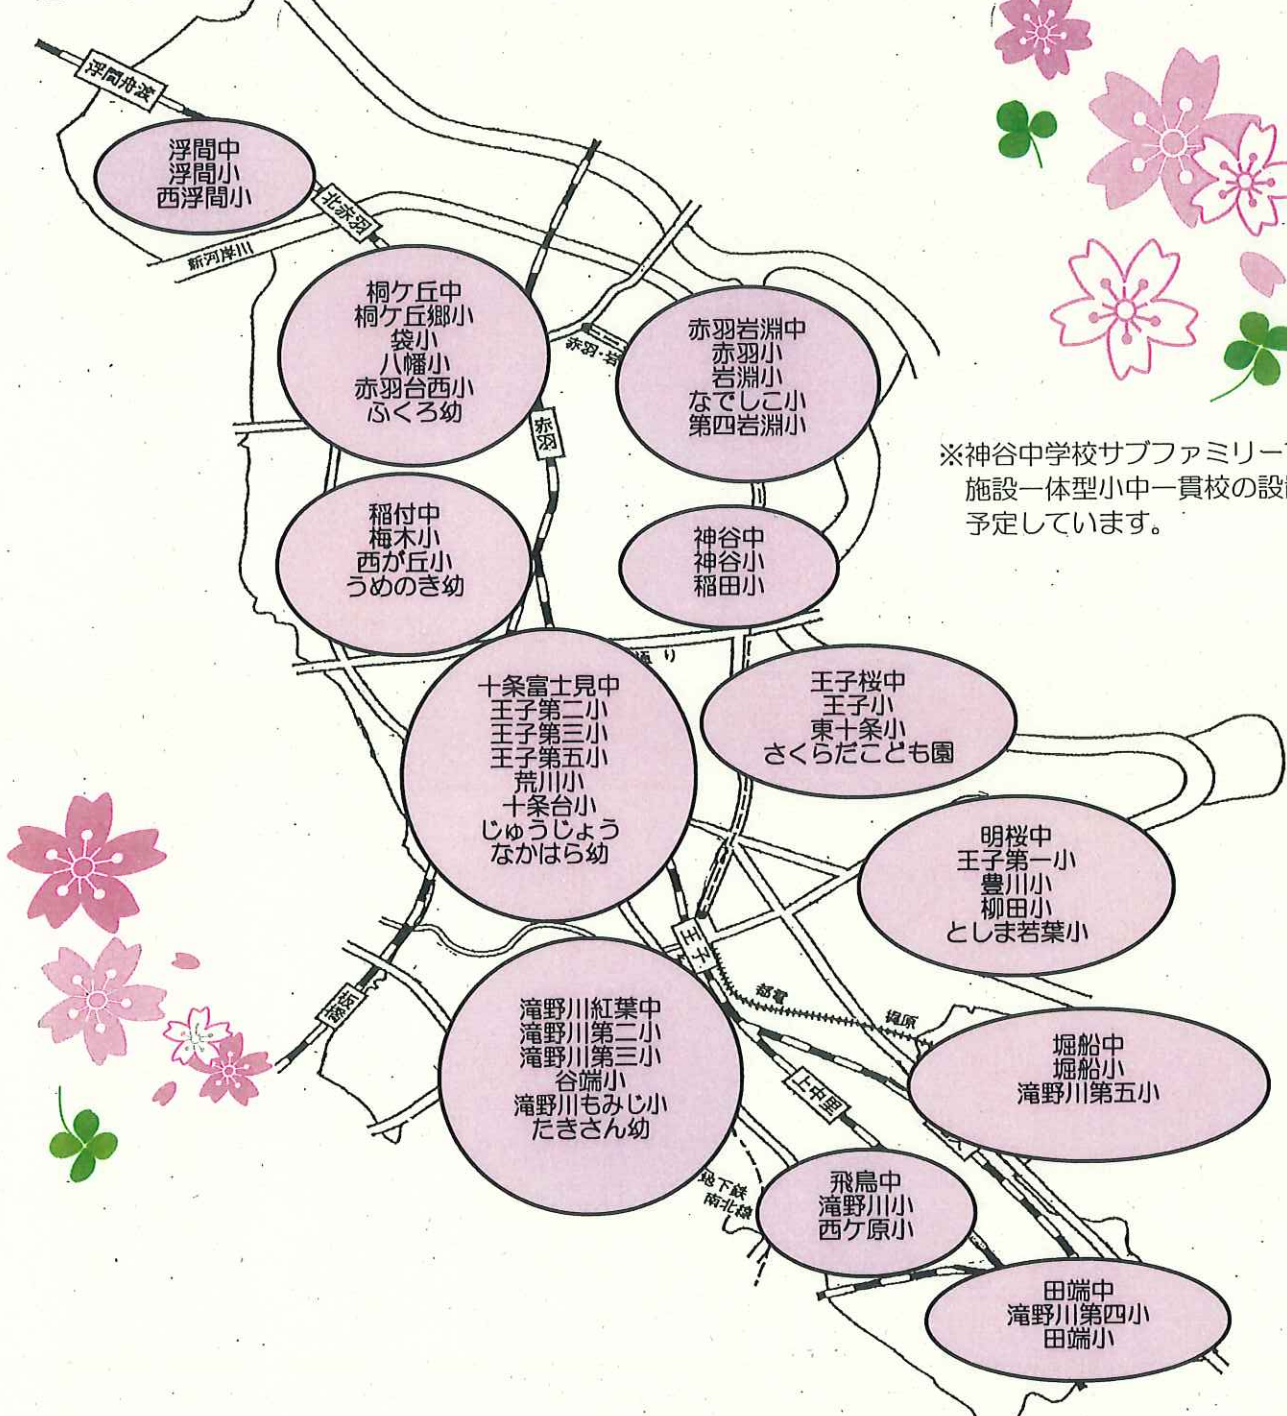 浮間舟渡
浮間中
浮間小
西浮間小
北赤羽
新河岸川
桐ケ丘中
桐ケ丘郷小
袋小
八幡小
赤羽台西小
ふくろ幼
赤羽・岩
赤羽岩淵中
赤羽小
岩淵小
なでしこ小
第四岩淵小
赤羽
※神谷中学校サブファミリー
施設一体型小中一貫校の設
予定しています。
稲付中
梅木小
西が丘小
うめのき幼
神谷中
神谷小
稲田小
通り
十条富士見中
王子第二小
王子第三小
王子第五小
荒川小
十条台小
じゅうじょう
なかはら幼
王子桜中
王子小
東十条小
さくらだこども園
明桜中
王子第一小
豊川小
柳田小
としま若葉小
王子
板橋
都電
梶原
滝野川紅葉中
滝野川第二小
滝野川第三小
谷端小
滝野川もみじ小
たきさん幼
堀船中
堀船小
滝野川第五小
上中里
地下鉄
南北線
飛鳥中
滝野川小
西ケ原小
田端中
滝野川第四小
田端小